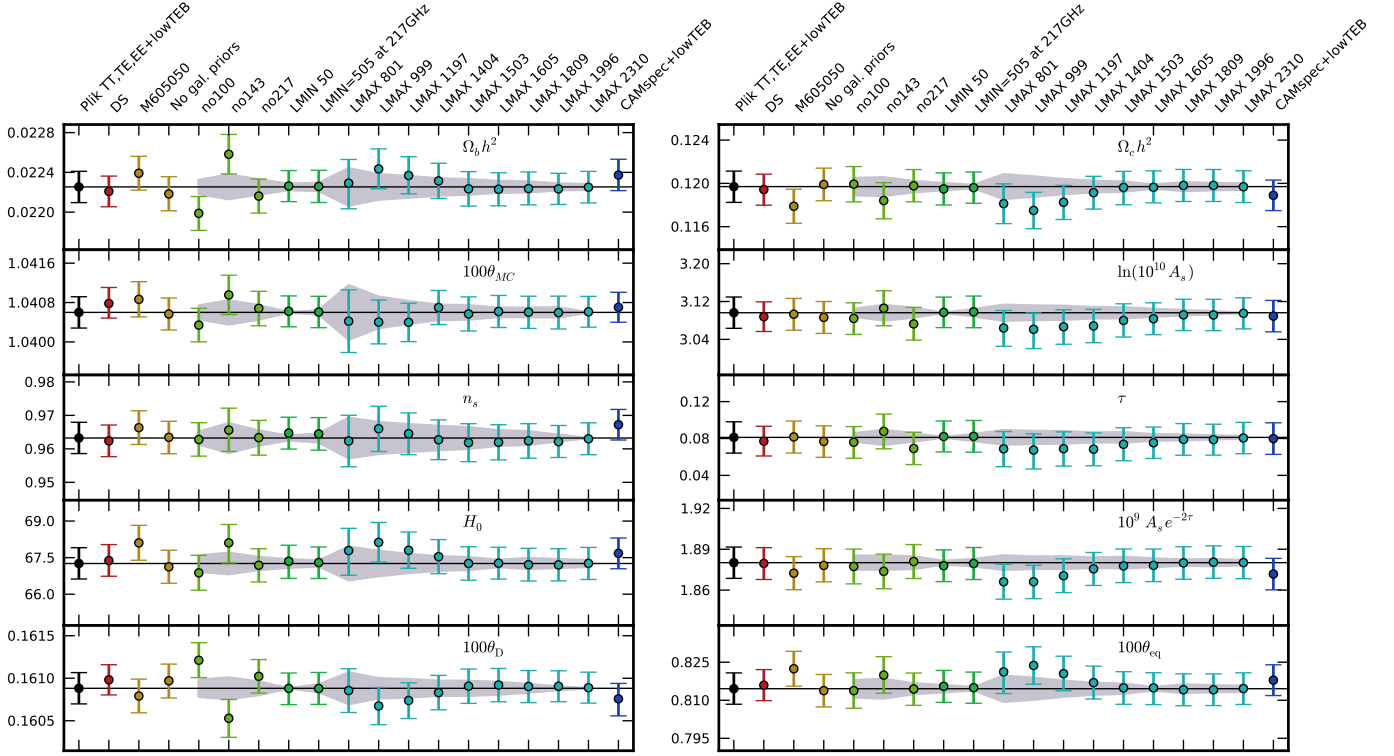 Plik TT,TE,EE+lowTEB
DS
M605050
No gal. priors
no100
no143
no217
LMIN 50
LMIN=505 at 217GHz
LMAX 801
LMAX 999
LMAX 1197
LMAX 1404
LMAX 1503
LMAX 1605
LMAX 1809
LMAX 1996
LMAX 2310
CAMspec+lowTEB
Ω_b h²
0.0228
0.0224
0.0220
100θ_MC
1.0416
1.0408
1.0400
n_s
0.98
0.97
0.96
0.95
H_0
69.0
67.5
66.0
100θ_D
0.1615
0.1610
0.1605
Plik TT,TE,EE+lowTEB
DS
M605050
No gal. priors
no100
no143
no217
LMIN 50
LMIN=505 at 217GHz
LMAX 801
LMAX 999
LMAX 1197
LMAX 1404
LMAX 1503
LMAX 1605
LMAX 1809
LMAX 1996
LMAX 2310
CAMspec+lowTEB
Ω_c h²
0.124
0.120
0.116
ln(10¹⁰ A_s)
3.20
3.12
3.04
τ
0.12
0.08
0.04
10⁹ A_s e^{-2τ}
1.92
1.89
1.86
100θ_eq
0.825
0.810
0.795